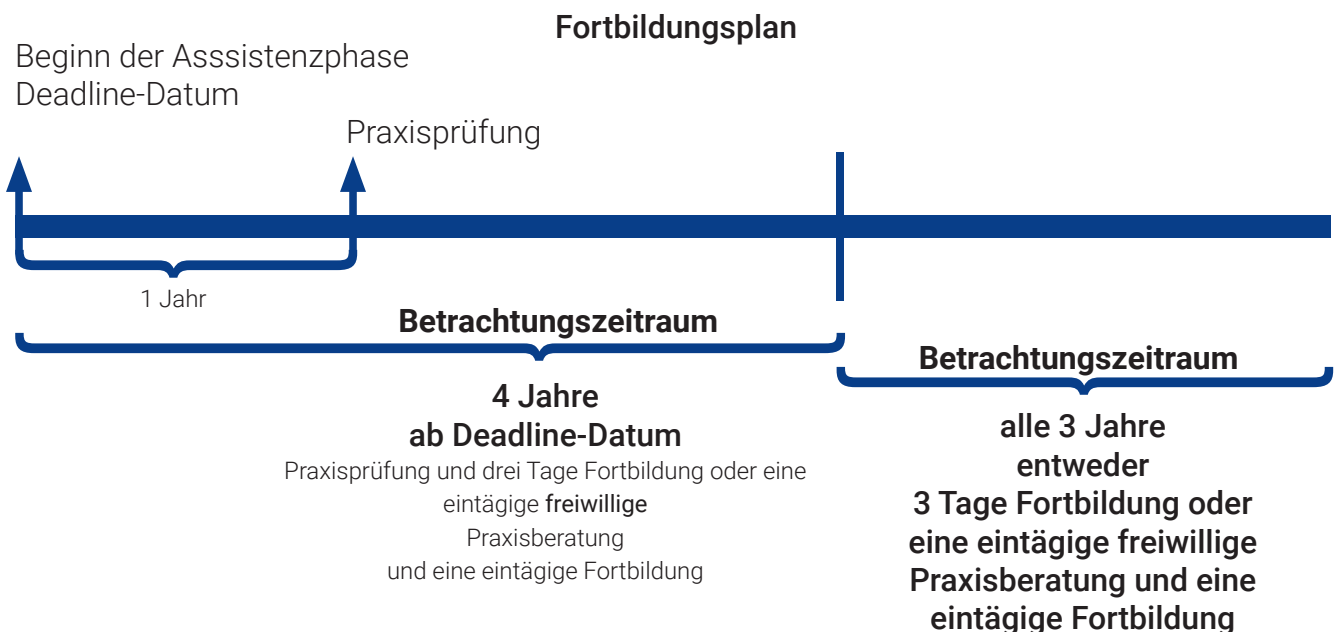 Fortbildungsplan
Beginn der Asssistenzphase
Deadline-Datum
Praxisprüfung
1 Jahr
Betrachtungszeitraum
4 Jahre
ab Deadline-Datum
Praxisprüfung und drei Tage Fortbildung oder eine
eintägige freiwillige
Praxisberatung
und eine eintägige Fortbildung
Betrachtungszeitraum
alle 3 Jahre
entweder
3 Tage Fortbildung oder
eine eintägige freiwillige
Praxisberatung und eine
eintägige Fortbildung